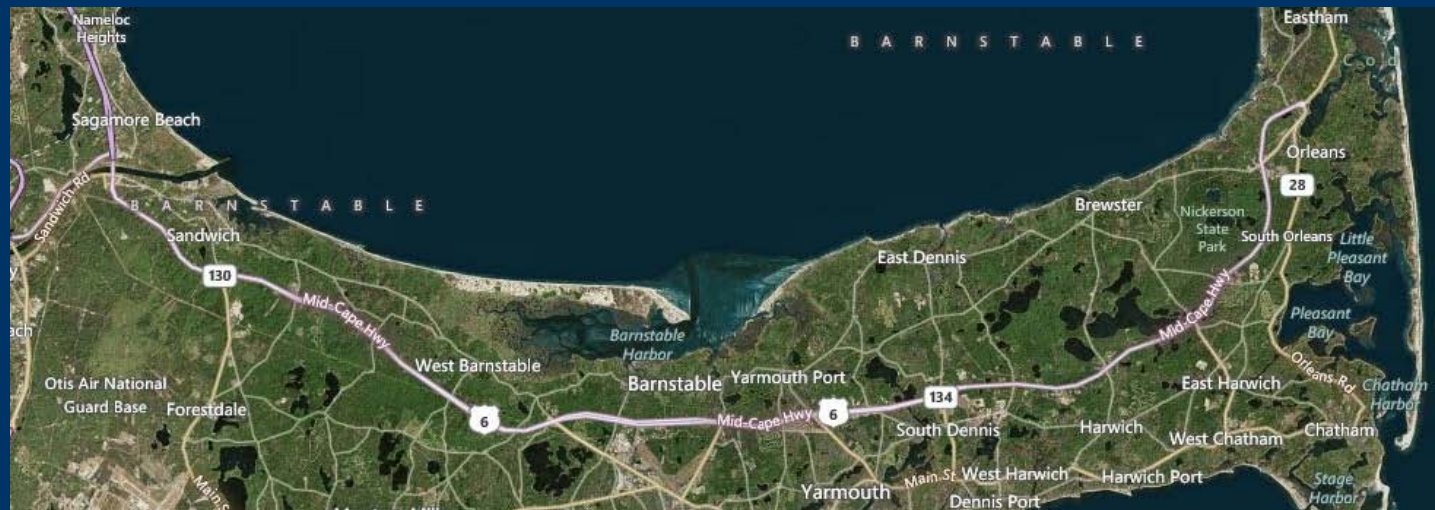 Nameloc
Heights
Eastham
B A R N S T A B L E
C o d
Sagamore Beach
Orleans
Sandwich Rd
28
B A R N S T A B L E
Brewster
Nickerson
State
Park
Sandwich
South Orleans
Little
Pleasant
Bay
East Dennis
130
Mid-Cape Hwy
Mid-Cape Hwy
Pleasant
Bay
ach
Barnstable
Harbor
West Barnstable
Orleans Rd
Otis Air National
Guard Base
Barnstable
Yarmouth Port
East Harwich
Chatham
Harbor
134
Forestdale
6
Mid-Cape Hwy
6
South Dennis
Harwich
West Chatham
Chatham
Main St
West Harwich
Harwich Port
Main S
Yarmouth
Dennis Port
Stage
Harbor